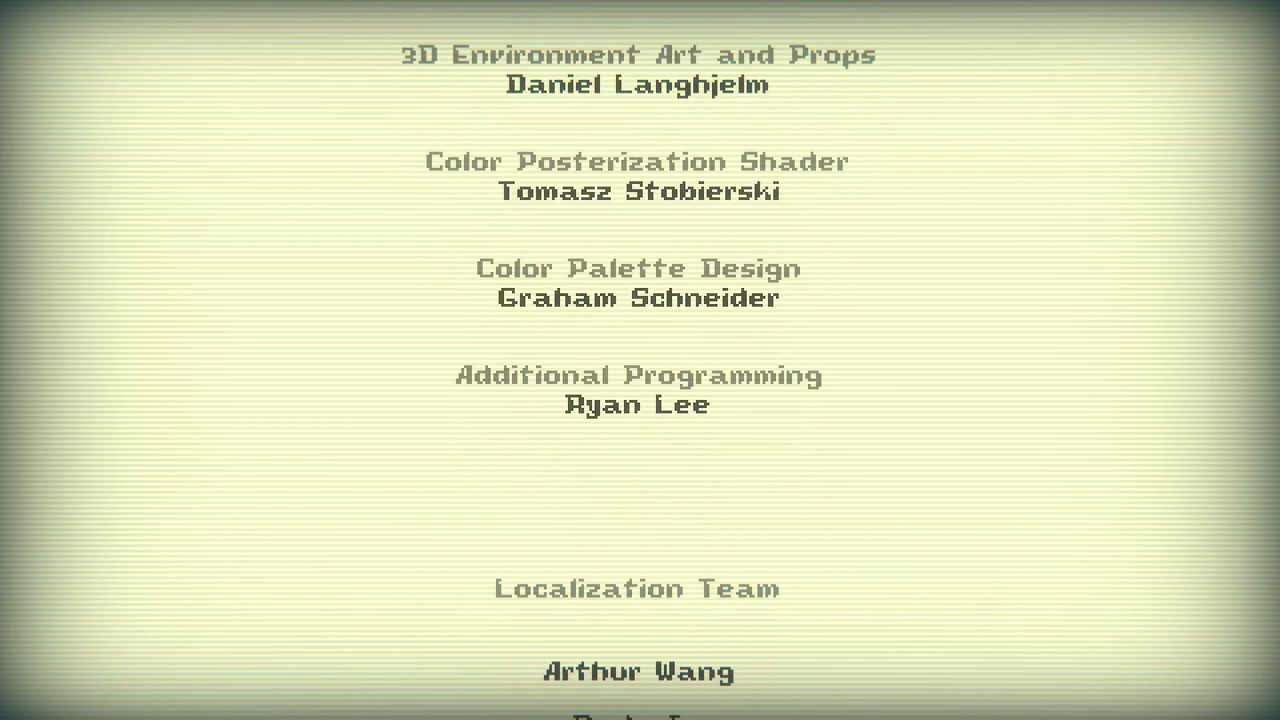 3D Environment Art and Props
Daniel Langhjelm
Color Posterization Shader
Tomasz Stobierski
Color Palette Design
Graham Schneider
Additional Programming
Ryan Lee
Localization Team
Arthur Wang